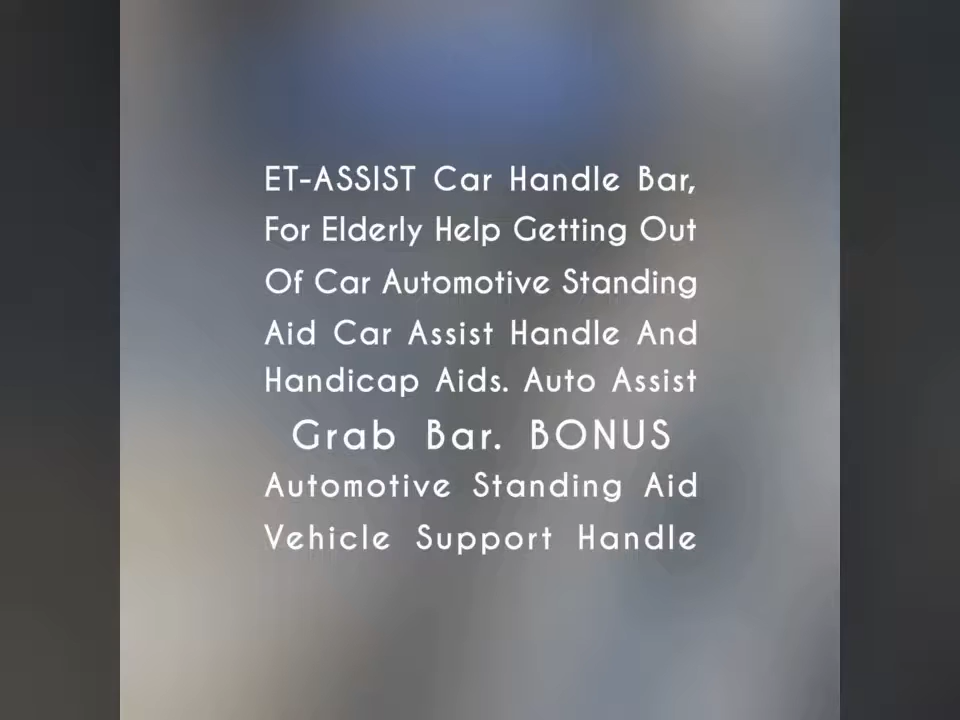 ET-ASSIST Car Handle Bar,
For Elderly Help Getting Out
Of Car Automotive Standing
Aid Car Assist Handle And
Handicap Aids. Auto Assist
Grab Bar. BONUS
Automotive Standing Aid
Vehicle Support Handle